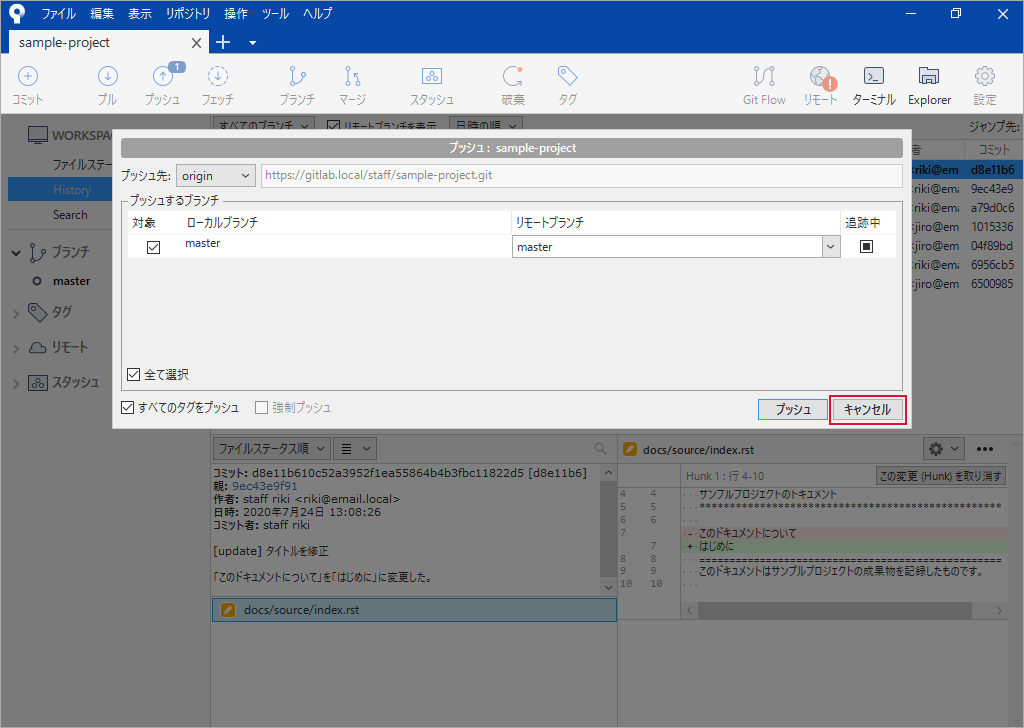 ファイル 編集 表示 リポジトリ 操作 ツール ヘルプ
sample-project
1
コミット プル プッシュ フェッチ ブランチ マージ スタッシュ 破棄 タグ Git Flow リモート ターミナル Explorer 設定
WORKSPA
すべてのブランチ リモートブランチを表示 日時の順 ジャンプ先:
者 コミット
プッシュ : sample-project
ファイルステー
プッシュ先: origin https://gitlab.local/staff/sample-project.git
<riki@em d8e11b6
History
<riki@ema 9ec43e9
プッシュするブランチ
Search
<riki@ema a79d0c6
対象 ローカルブランチ リモートブランチ 追跡中
<jiro@em 1015336
master master
ブランチ
<jiro@em 04f89bd
<riki@ema 6956cb5
master
<jiro@em 6500985
タグ
リモート
スタッシュ
全て選択
すべてのタグをプッシュ 強制プッシュ プッシュ キャンセル
ファイルステータス順
docs/source/index.rst
コミット: d8e11b610c52a3952f1ea55864b4b3fbc11822d5 [d8e11b6]
親: 9ec43e9f91
作者: staff riki <riki@email.local>
日時: 2020年7月24日 13:08:26
コミット者: staff riki
[update] タイトルを修正
「このドキュメントについて」を「はじめに」に変更した。
docs/source/index.rst
Hunk 1 : 行 4-10 この変更 (Hunk) を取り消す
4 4 サンプルプロジェクトのドキュメント
5 5 **************************************************
6 6
7 - このドキュメントについて
7 + はじめに
8 8 ==================================================
9 9 このドキュメントはサンプルプロジェクトの成果物を記録したものです。
10 10